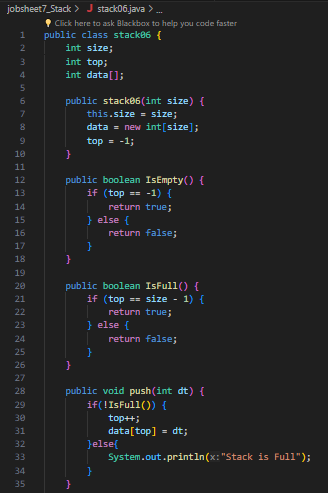 jobsheet7_Stack > J stack06.java > ...
Click here to ask Blackbox to help you code faster
1 public class stack06 {
2 int size;
3 int top;
4 int data[];
5
6 public stack06(int size) {
7 this.size = size;
8 data = new int[size];
9 top = -1;
10 }
11
12 public boolean IsEmpty() {
13 if (top == -1) {
14 return true;
15 } else {
16 return false;
17 }
18 }
19
20 public boolean IsFull() {
21 if (top == size - 1) {
22 return true;
23 } else {
24 return false;
25 }
26 }
27
28 public void push(int dt) {
29 if(!IsFull()) {
30 top++;
31 data[top] = dt;
32 }else{
33 System.out.println(x:"Stack is Full");
34 }
35 }